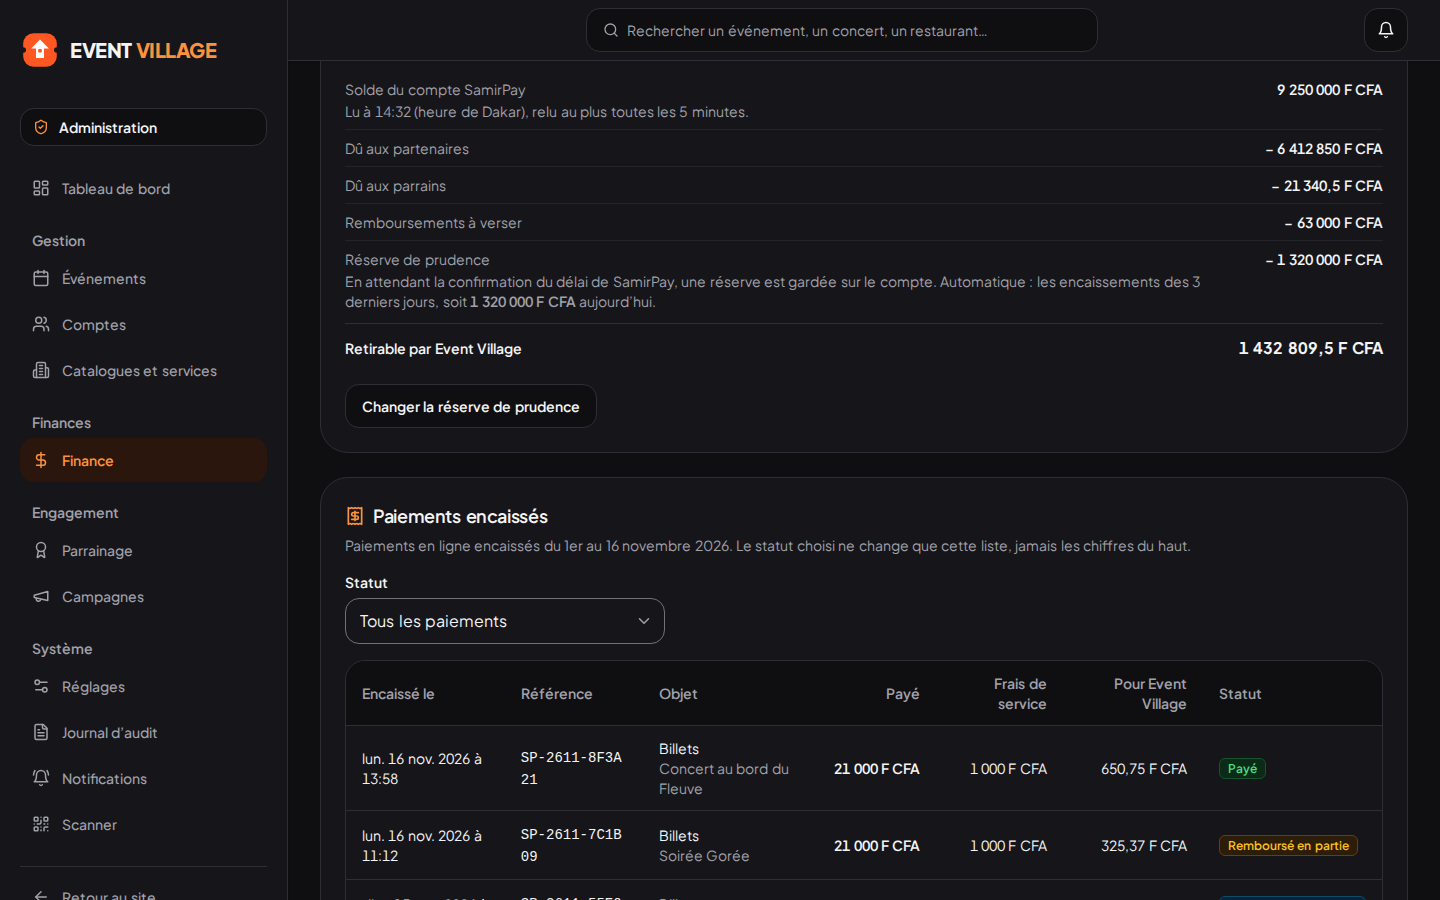 EVENT VILLAGE
Rechercher un événement, un concert, un restaurant…
Administration
Tableau de bord
Gestion
Événements
Comptes
Catalogues et services
Finances
Finance
Engagement
Parrainage
Campagnes
Système
Réglages
Journal d'audit
Notifications
Scanner
Retour au site
Solde du compte SamirPay 9 250 000 F CFA
Lu à 14:32 (heure de Dakar), relu au plus toutes les 5 minutes.
Dû aux partenaires − 6 412 850 F CFA
Dû aux parrains − 21 340,5 F CFA
Remboursements à verser − 63 000 F CFA
Réserve de prudence − 1 320 000 F CFA
En attendant la confirmation du délai de SamirPay, une réserve est gardée sur le compte. Automatique : les encaissements des 3
derniers jours, soit 1 320 000 F CFA aujourd'hui.
Retirable par Event Village 1 432 809,5 F CFA
Changer la réserve de prudence
Paiements encaissés
Paiements en ligne encaissés du 1er au 16 novembre 2026. Le statut choisi ne change que cette liste, jamais les chiffres du haut.
Statut
Tous les paiements
Encaissé le Référence Objet Payé Frais de service Pour Event Village Statut
lun. 16 nov. 2026 à 13:58 SP-2611-8F3A21 Billets Concert au bord du Fleuve 21 000 F CFA 1 000 F CFA 650,75 F CFA Payé
lun. 16 nov. 2026 à 11:12 SP-2611-7C1B09 Billets Soirée Gorée 21 000 F CFA 1 000 F CFA 325,37 F CFA Remboursé en partie